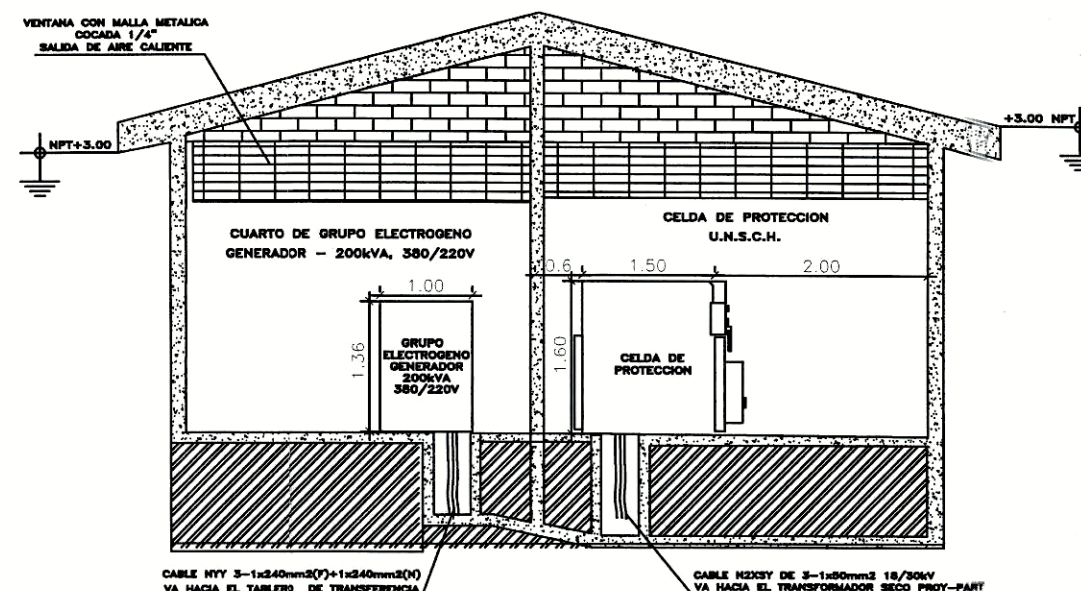 VENTANA CON MALLA METALICA
COCADA 1/4"
SALIDA DE AIRE CALIENTE
NPT+3.00
+3.00 NPT
CUARTO DE GRUPO ELECTROGENO
GENERADOR - 200kVA, 380/220V
CELDA DE PROTECCION
U.N.S.C.H.
0.6
1.50
2.00
1.00
1.36
GRUPO
ELECTROGENO
GENERADOR
200kVA
380/220V
1.60
CELDA DE
PROTECCION
CABLE NYY 3-1x240mm2(F)+1x240mm2(N)
VA HACIA EL TABLERO DE TRANSFERENCIA
CABLE N2XSY DE 3-1x50mm2 18/30kV
VA HACIA EL TRANSFORMADOR SECO PROY-PART